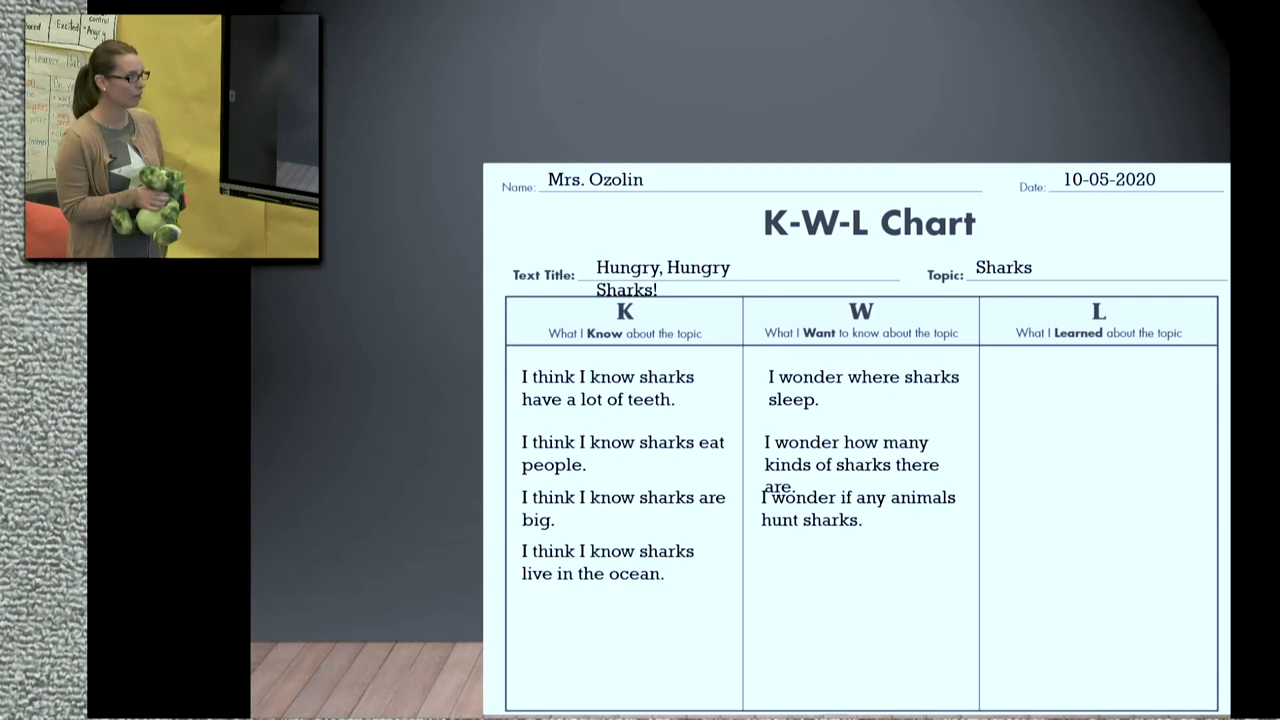 control
Excited
Angry
Name: Mrs. Ozolin
Date: 10-05-2020
K-W-L Chart
Text Title: Hungry, Hungry
Sharks!
Topic: Sharks
K
What I Know about the topic
W
What I Want to know about the topic
L
What I Learned about the topic
I think I know sharks
have a lot of teeth.
I think I know sharks eat
people.
I think I know sharks are
big.
I think I know sharks
live in the ocean.
I wonder where sharks
sleep.
I wonder how many
kinds of sharks there
are.
I wonder if any animals
hunt sharks.